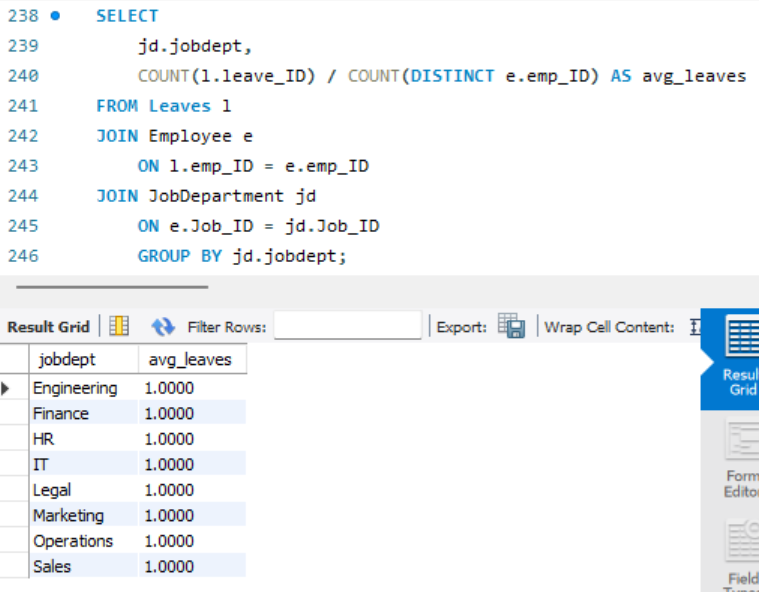 238 SELECT
239 jd.jobdept,
240 COUNT(l.leave_ID) / COUNT(DISTINCT e.emp_ID) AS avg_leaves
241 FROM Leaves l
242 JOIN Employee e
243 ON l.emp_ID = e.emp_ID
244 JOIN JobDepartment jd
245 ON e.Job_ID = jd.Job_ID
246 GROUP BY jd.jobdept;
Result Grid Filter Rows: Export: Wrap Cell Content:
jobdept avg_leaves
Engineering 1.0000
Finance 1.0000
HR 1.0000
IT 1.0000
Legal 1.0000
Marketing 1.0000
Operations 1.0000
Sales 1.0000
Resul
Grid
Form
Edito
Field